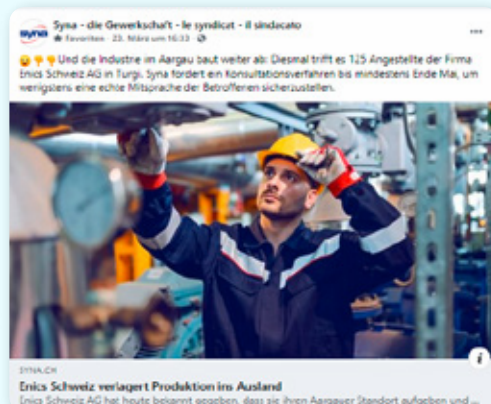 Syna - die Gewerkschaft - le syndicat - il sindacato
Favoriten · 23. März um 16:33 ·
Und die Industrie im Aargau baut weiter ab: Diesmal trifft es 125 Angestellte der Firma
Enics Schweiz AG in Turgi. Syna fordert ein Konsultationsverfahren bis mindestens Ende Mai, um
wenigstens eine echte Mitsprache der Betroffenen sicherzustellen.
SYNA.CH
Enics Schweiz verlagert Produktion ins Ausland
Enics Schweiz AG hat heute bekannt gegeben, dass sie ihren Aargauer Standort aufgeben und ...